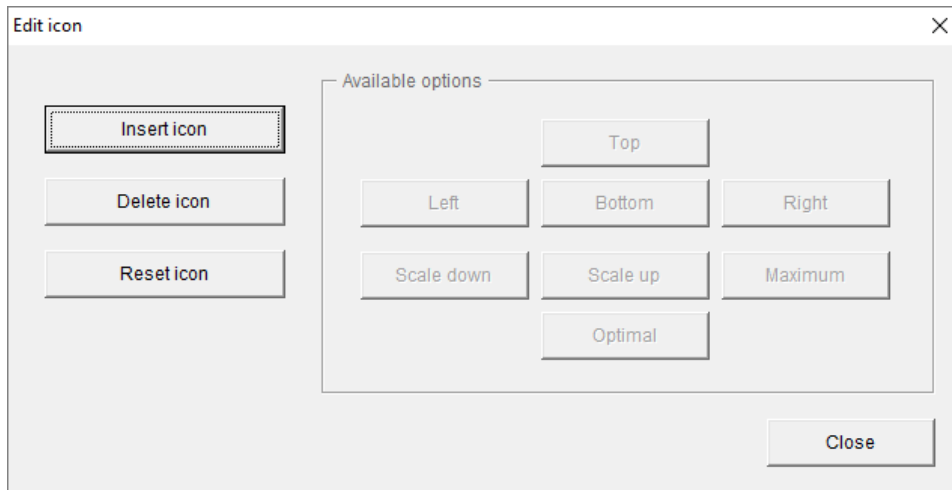 Edit icon
Available options
Insert icon
Delete icon
Reset icon
Top
Left Bottom Right
Scale down Scale up Maximum
Optimal
Close